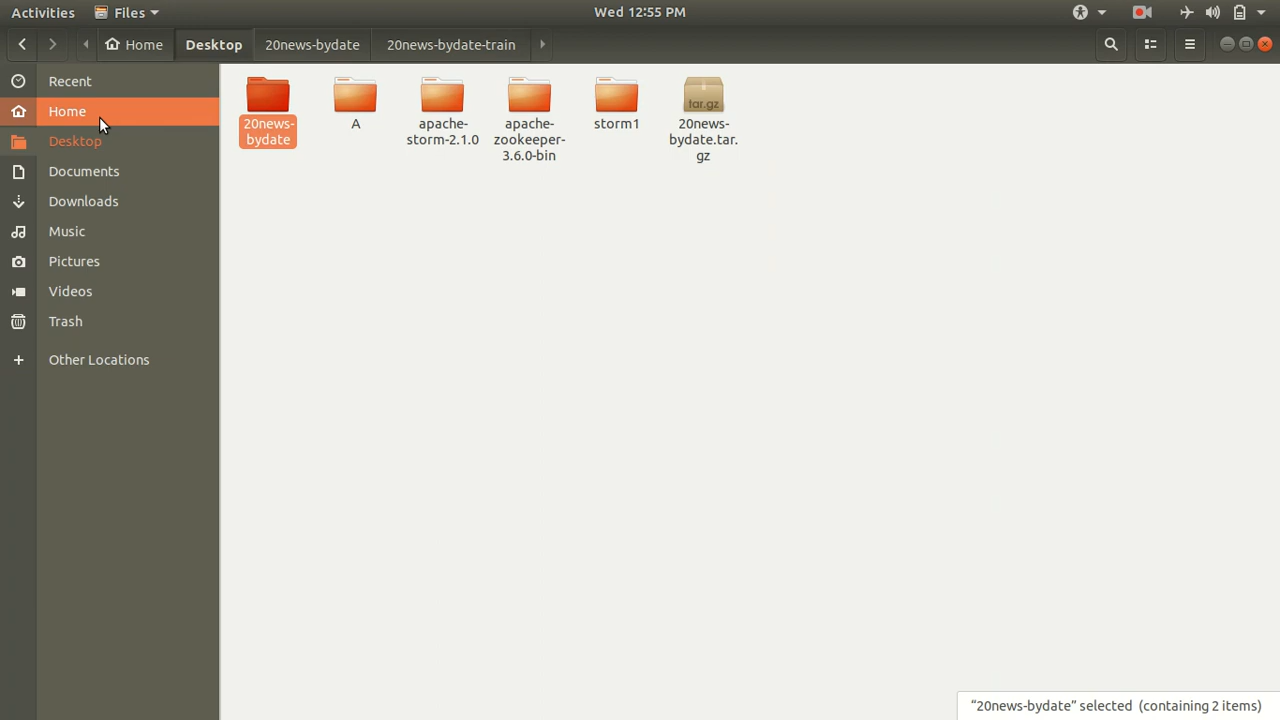 Activities Files Wed 12:55 PM
Home Desktop 20news-bydate 20news-bydate-train
Recent
Home
Desktop
Documents
Downloads
Music
Pictures
Videos
Trash
+ Other Locations
20news-
bydate
A
apache-
storm-2.1.0
apache-
zookeeper-
3.6.0-bin
storm1
tar.gz
20news-
bydate.tar.
gz
“20news-bydate” selected (containing 2 items)